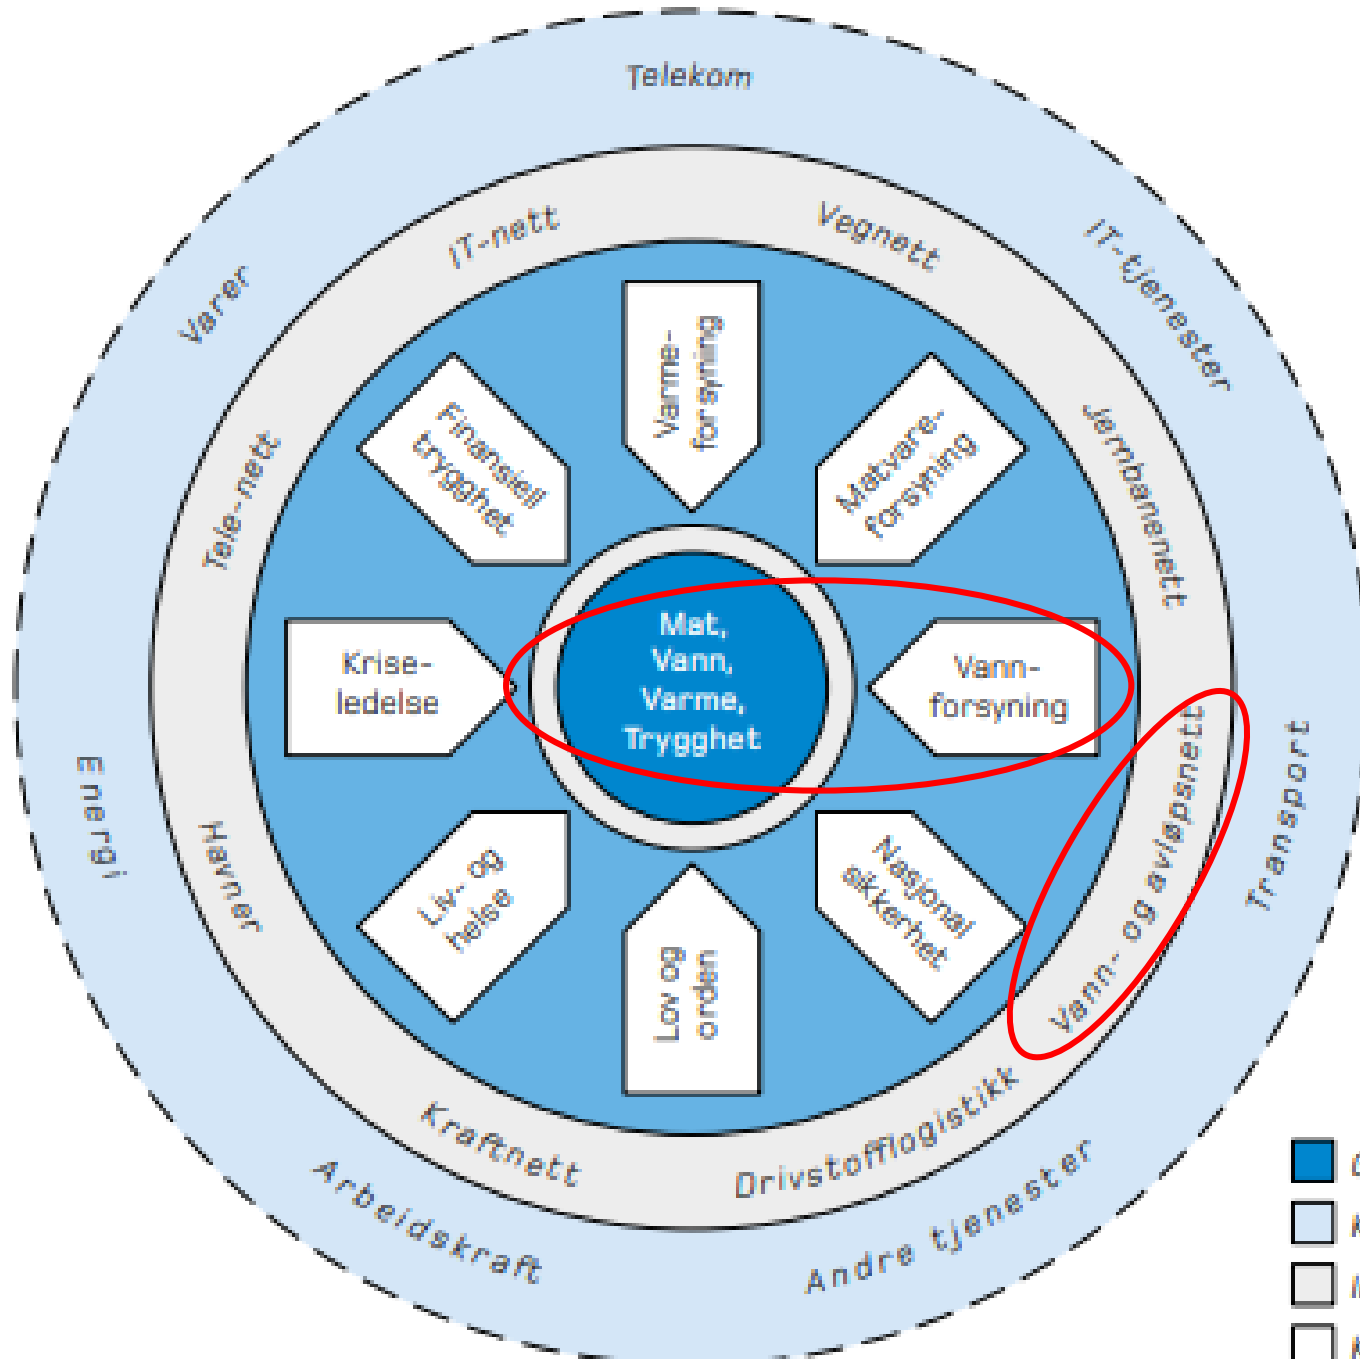 Telekom
IT-tjenester
Transport
Andre tjenester
Arbeidskraft
Energi
Varer
IT-nett
Vegnett
Jernbanenett
Vann- og avløpsnett
Drivstofflogistikk
Kraftnett
Havner
Tele-nett
Varme-
forsyning
Matvare-
forsyning
Vann-
forsyning
Nasjonal
sikkerhet
Lov og
orden
Liv- og
helse
Krise-
ledelse
Finansiell
trygghet
Mat,
Vann,
Varme,
Trygghet